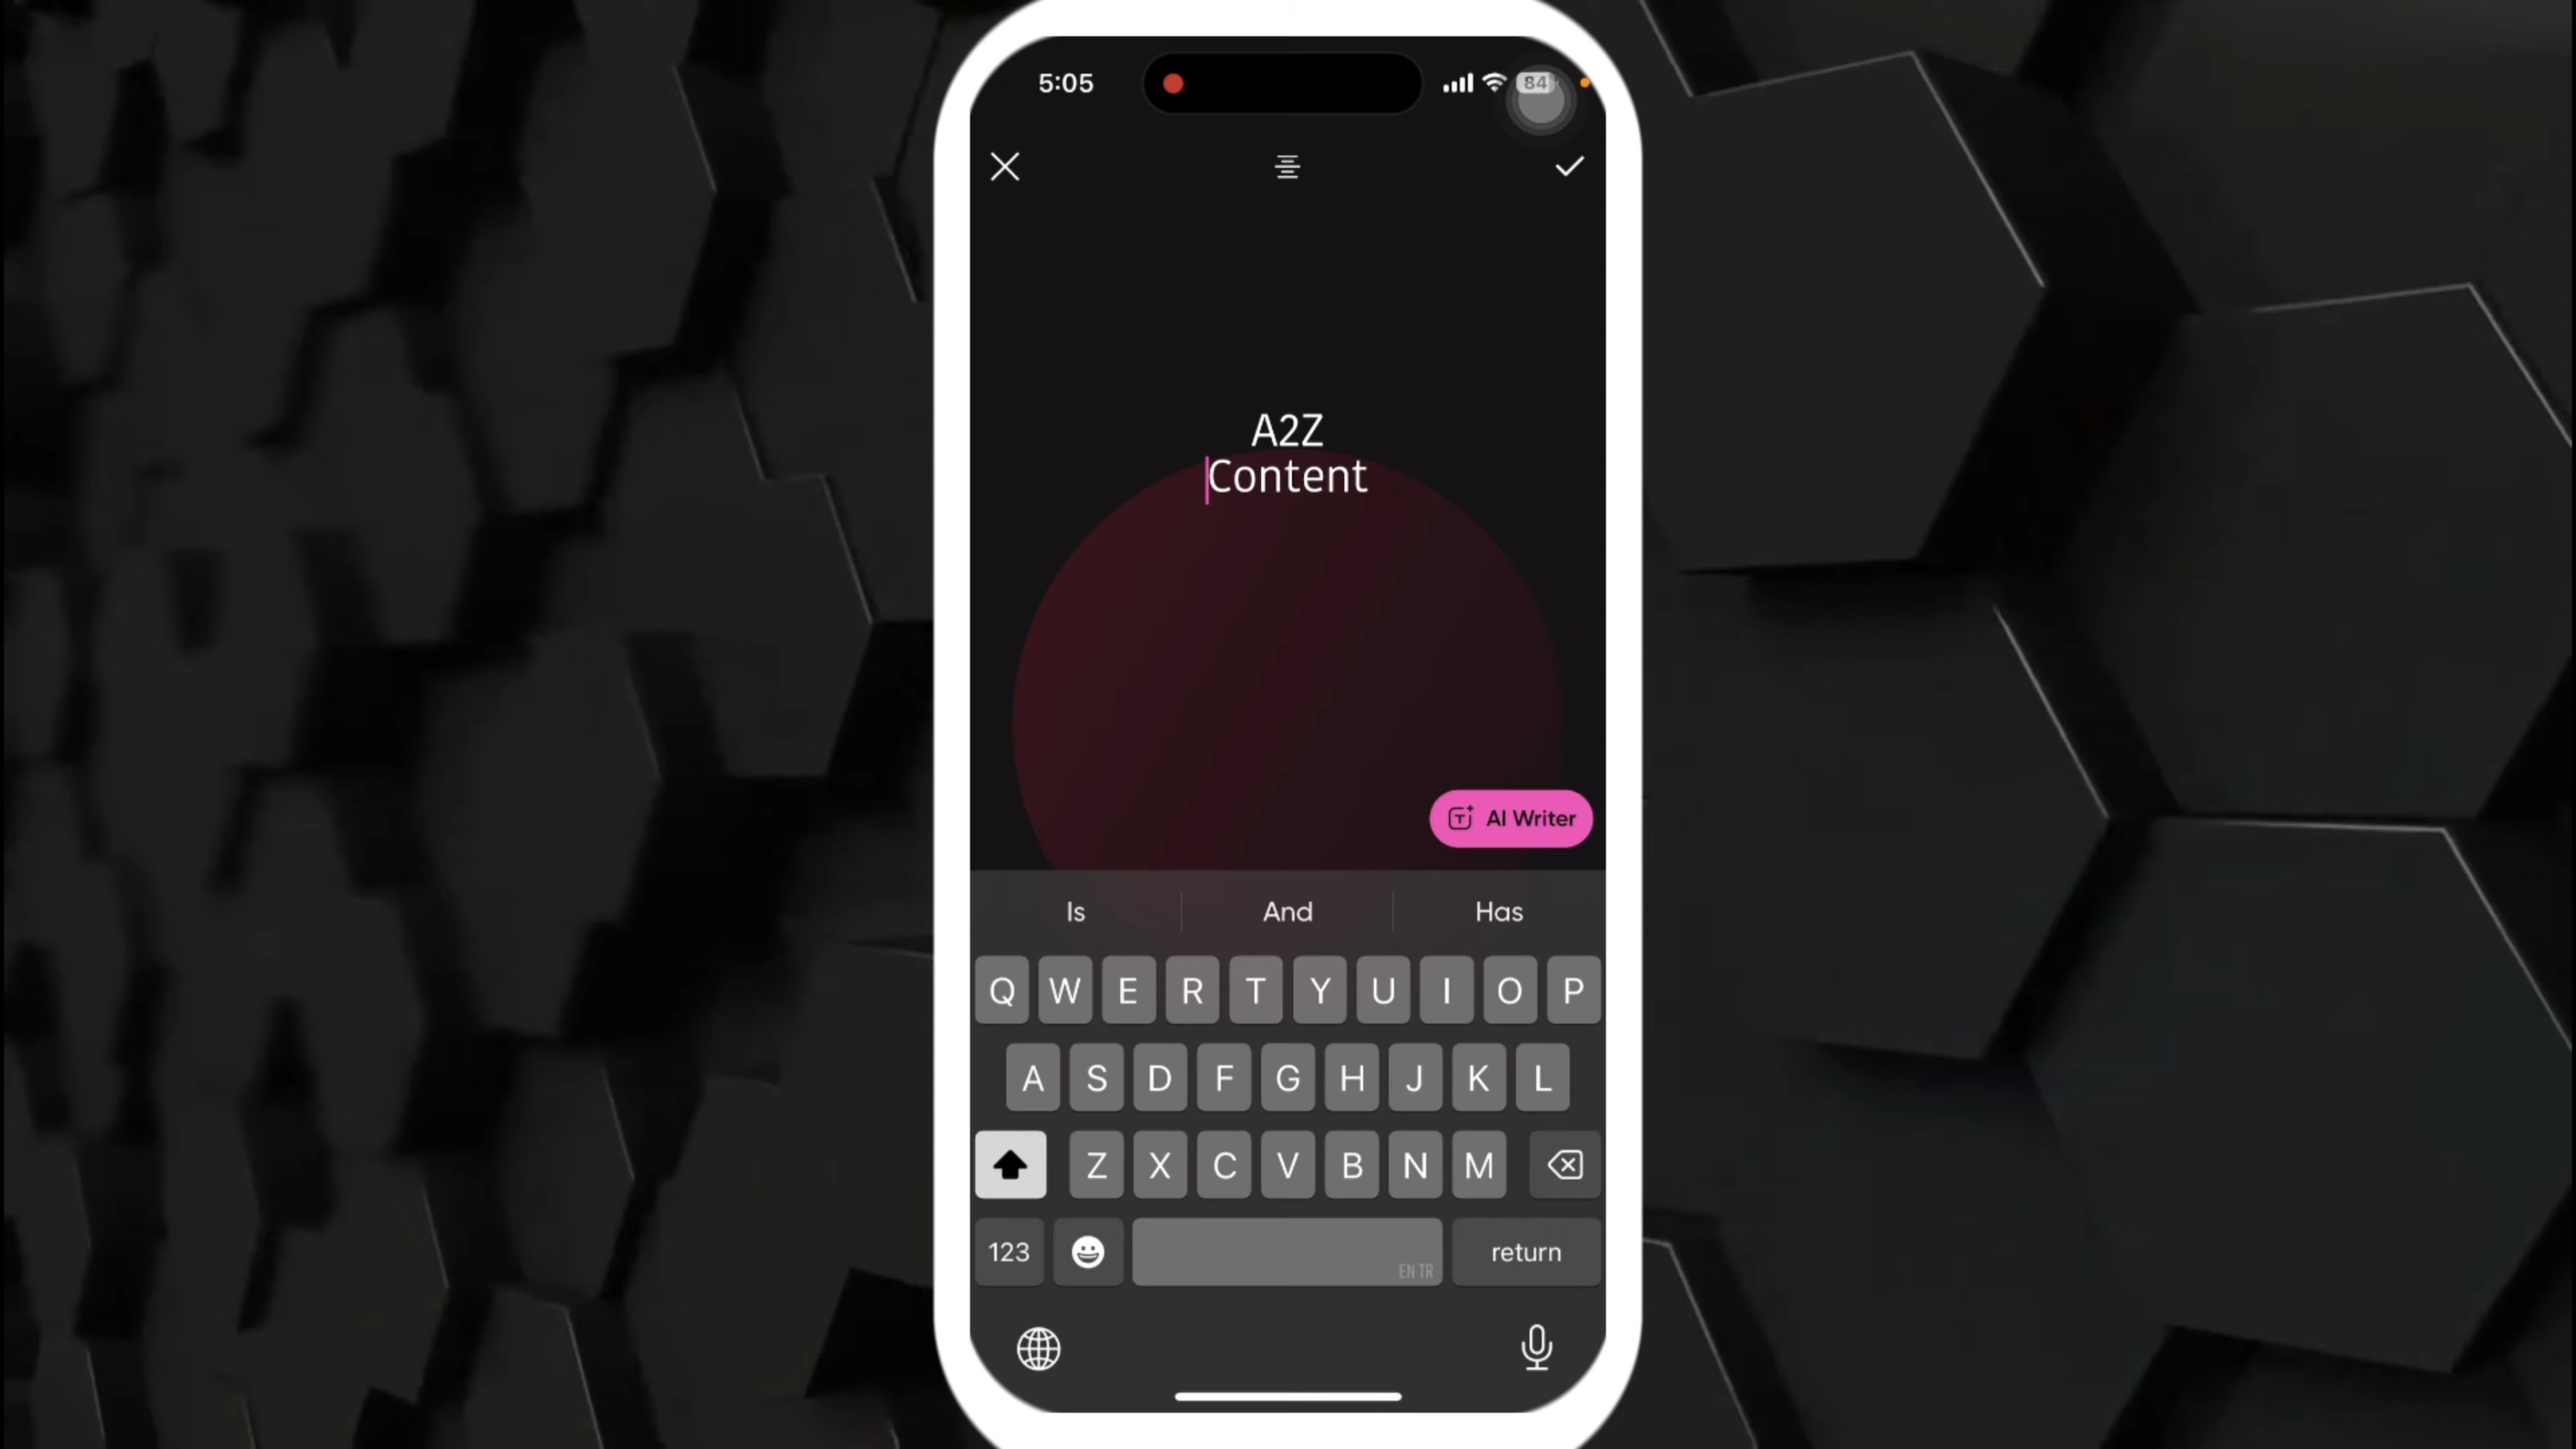 5:05
84
A2Z
Content
AI Writer
Is And Has
Q W E R T Y U I O P
A S D F G H J K L
Z X C V B N M
123 return
EN TR